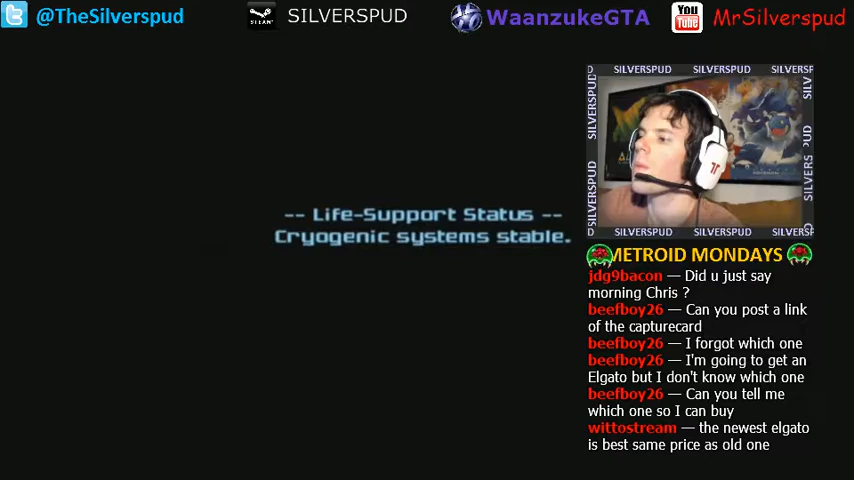 @TheSilverspud
SILVERSPUD
WaanzukeGTA
MrSilverspud
SILVERSPUD SILVERSPUD SILVERSP
-- Life-Support Status --
Cryogenic systems stable.
SILVERSPUD SILVERSPUD SILVERSP
METROID MONDAYS
jdg9bacon — Did u just say
morning Chris ?
beefboy26 — Can you post a link
of the capturecard
beefboy26 — I forgot which one
beefboy26 — I'm going to get an
Elgato but I don't know which one
beefboy26 — Can you tell me
which one so I can buy
wittostream — the newest elgato
is best same price as old one